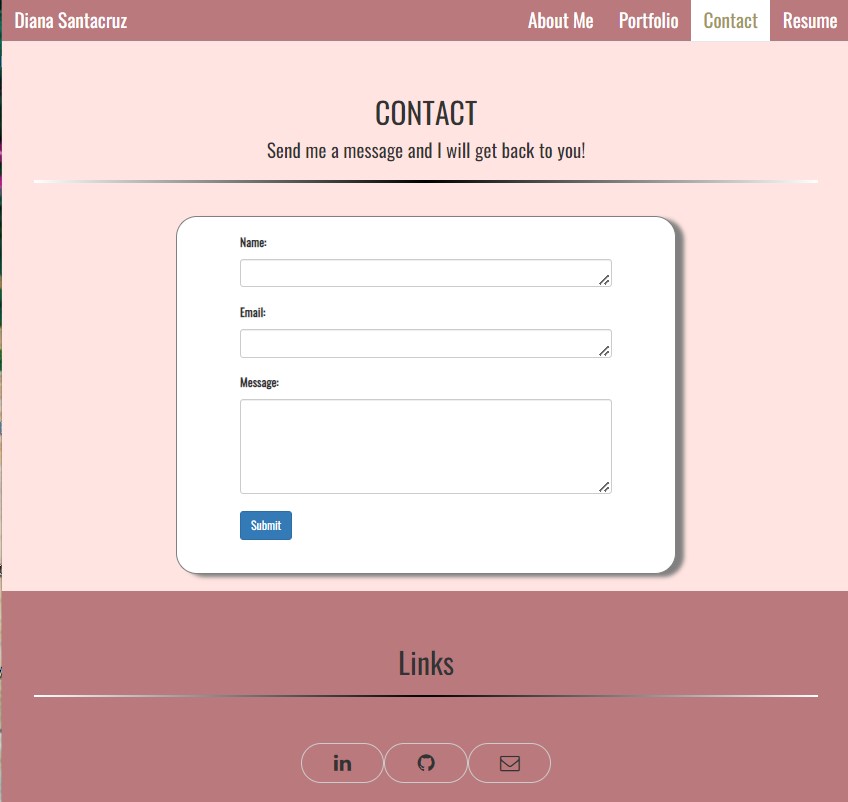 Diana Santacruz About Me Portfolio Contact Resume
CONTACT
Send me a message and I will get back to you!
Name:
Email:
Message:
Submit
Links
in